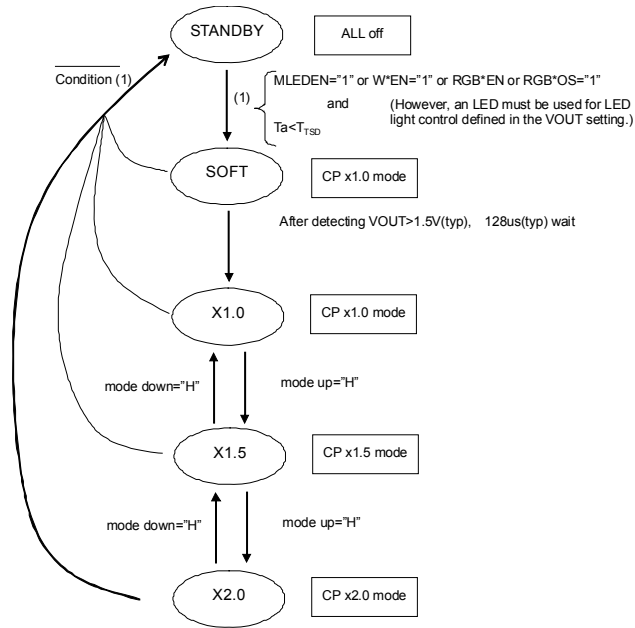 STANDBY
ALL off
Condition (1)
(1)
MLEDEN="1" or W*EN="1" or RGB*EN or RGB*OS="1"
and
(However, an LED must be used for LED
light control defined in the VOUT setting.)
Ta<TTSD
SOFT
CP x1.0 mode
After detecting VOUT>1.5V(typp), 128us(typ) wait
X1.0
CP x1.0 mode
mode down="H"
mode up="H"
X1.5
CP x1.5 mode
mode down="H"
mode up="H"
X2.0
CP x2.0 mode